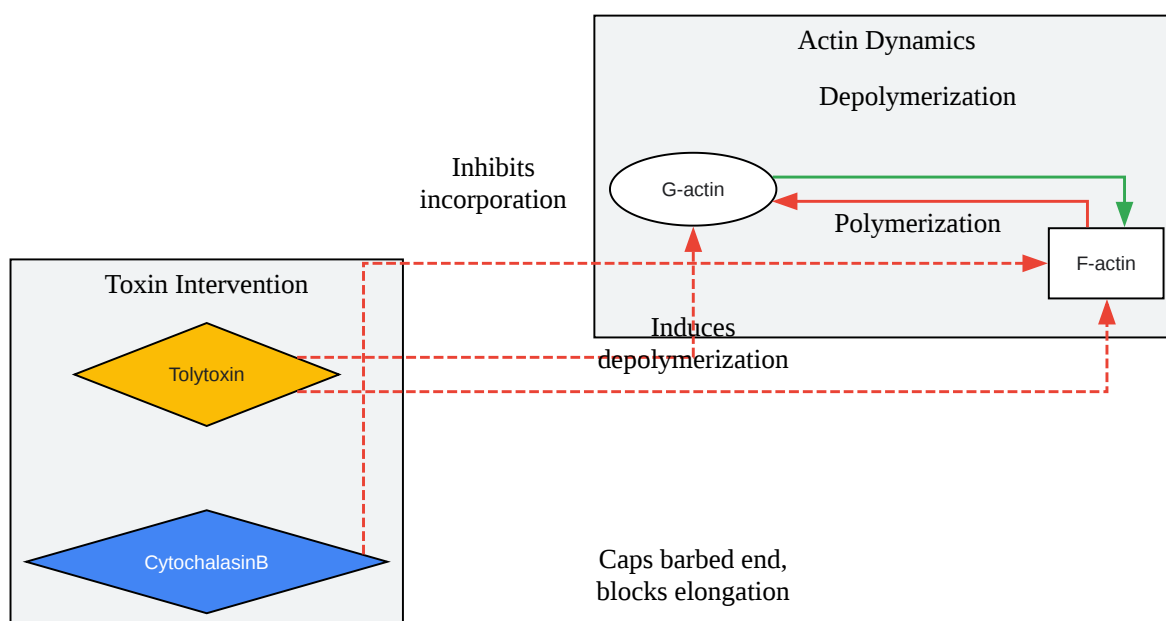 Actin Dynamics
Depolymerization
Inhibits
incorporation
G-actin
Polymerization
F-actin
Toxin Intervention
Induces
depolymerization
Tolytoxin
CytochalasinB
Caps barbed end,
blocks elongation